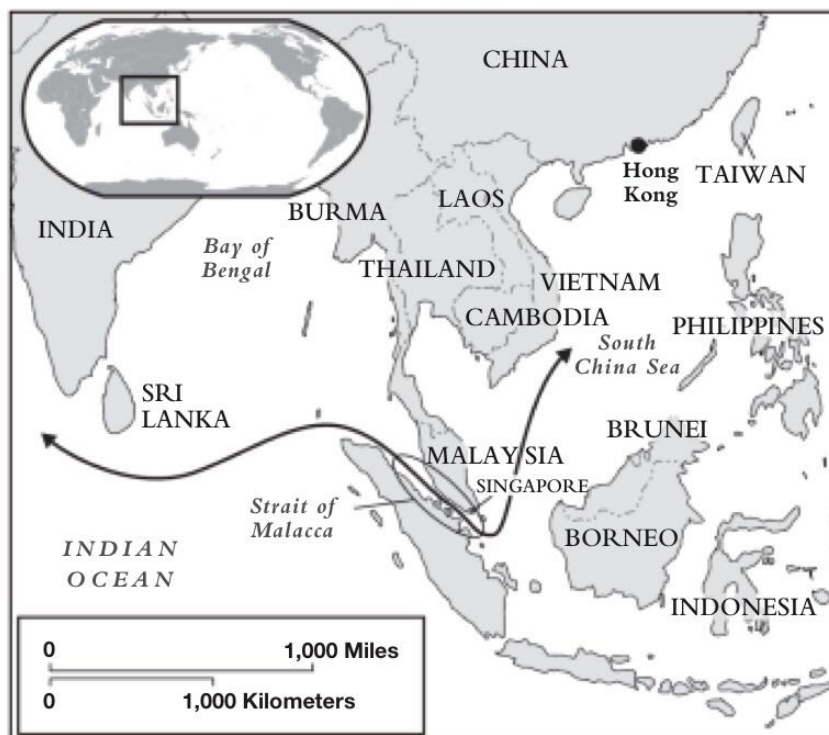 CHINA
Hong
Kong
TAIWAN
LAOS
BURMA
INDIA
Bay of
Bengal
THAILAND
VIETNAM
CAMBODIA
PHILIPPINES
South
China Sea
SRI
LANKA
BRUNEI
MALAYSIA
SINGAPORE
Strait of
Malacca
BORNEO
INDIAN
OCEAN
INDONESIA
0 1,000 Miles
0 1,000 Kilometers